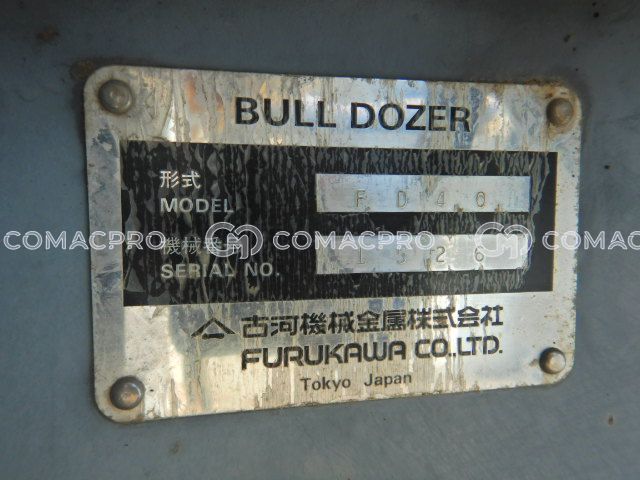 BULL DOZER
形式
MODEL
FD40
COMACPRO COMACPRO COMACPRO
機械番号
SERIAL NO.
1526
古河機械金属株式会社
FURUKAWA CO.,LTD.
Tokyo Japan